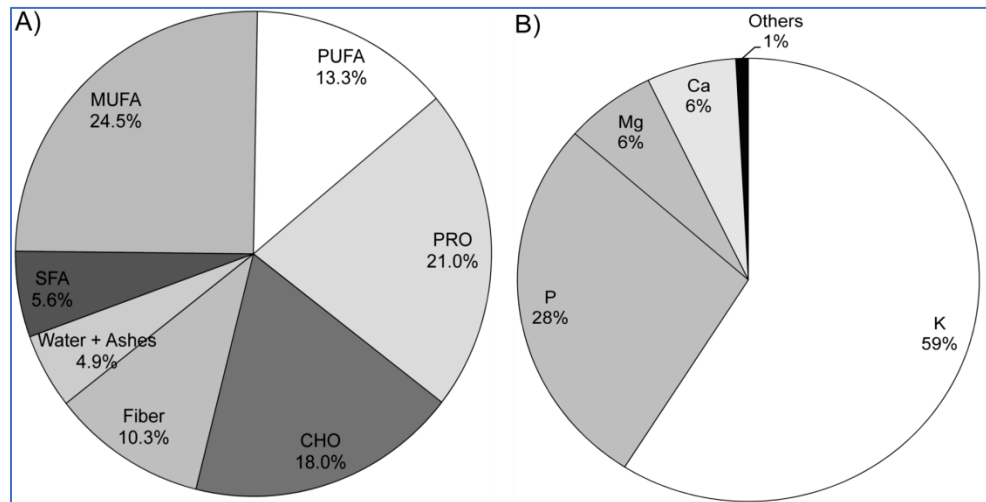 A)
PUFA
13.3%
MUFA
24.5%
PRO
21.0%
SFA
5.6%
Water + Ashes
4.9%
Fiber
10.3%
CHO
18.0%
B)
Others
1%
Ca
6%
Mg
6%
P
28%
K
59%